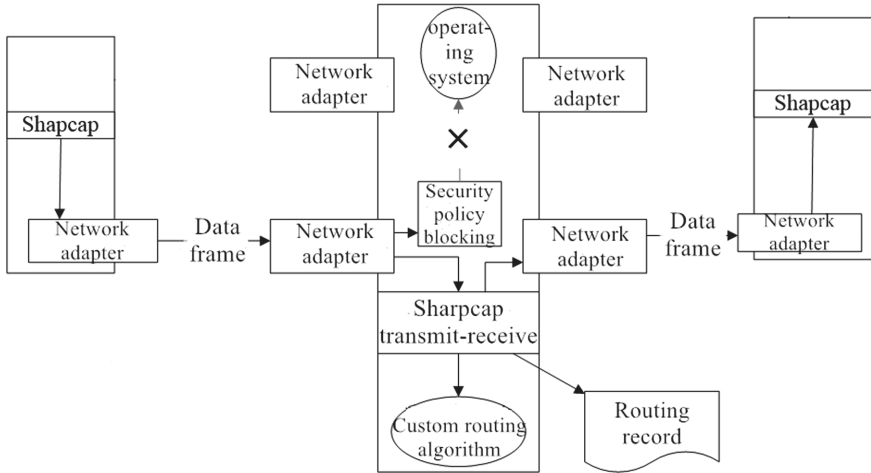 operat-
ing
system
Network
adapter
Network
adapter
Shapcap
Shapcap
Security
policy
blocking
Network
adapter
Data
frame
Network
adapter
Network
adapter
Data
frame
Network
adapter
Sharpcap
transmit-receive
Custom routing
algorithm
Routing
record